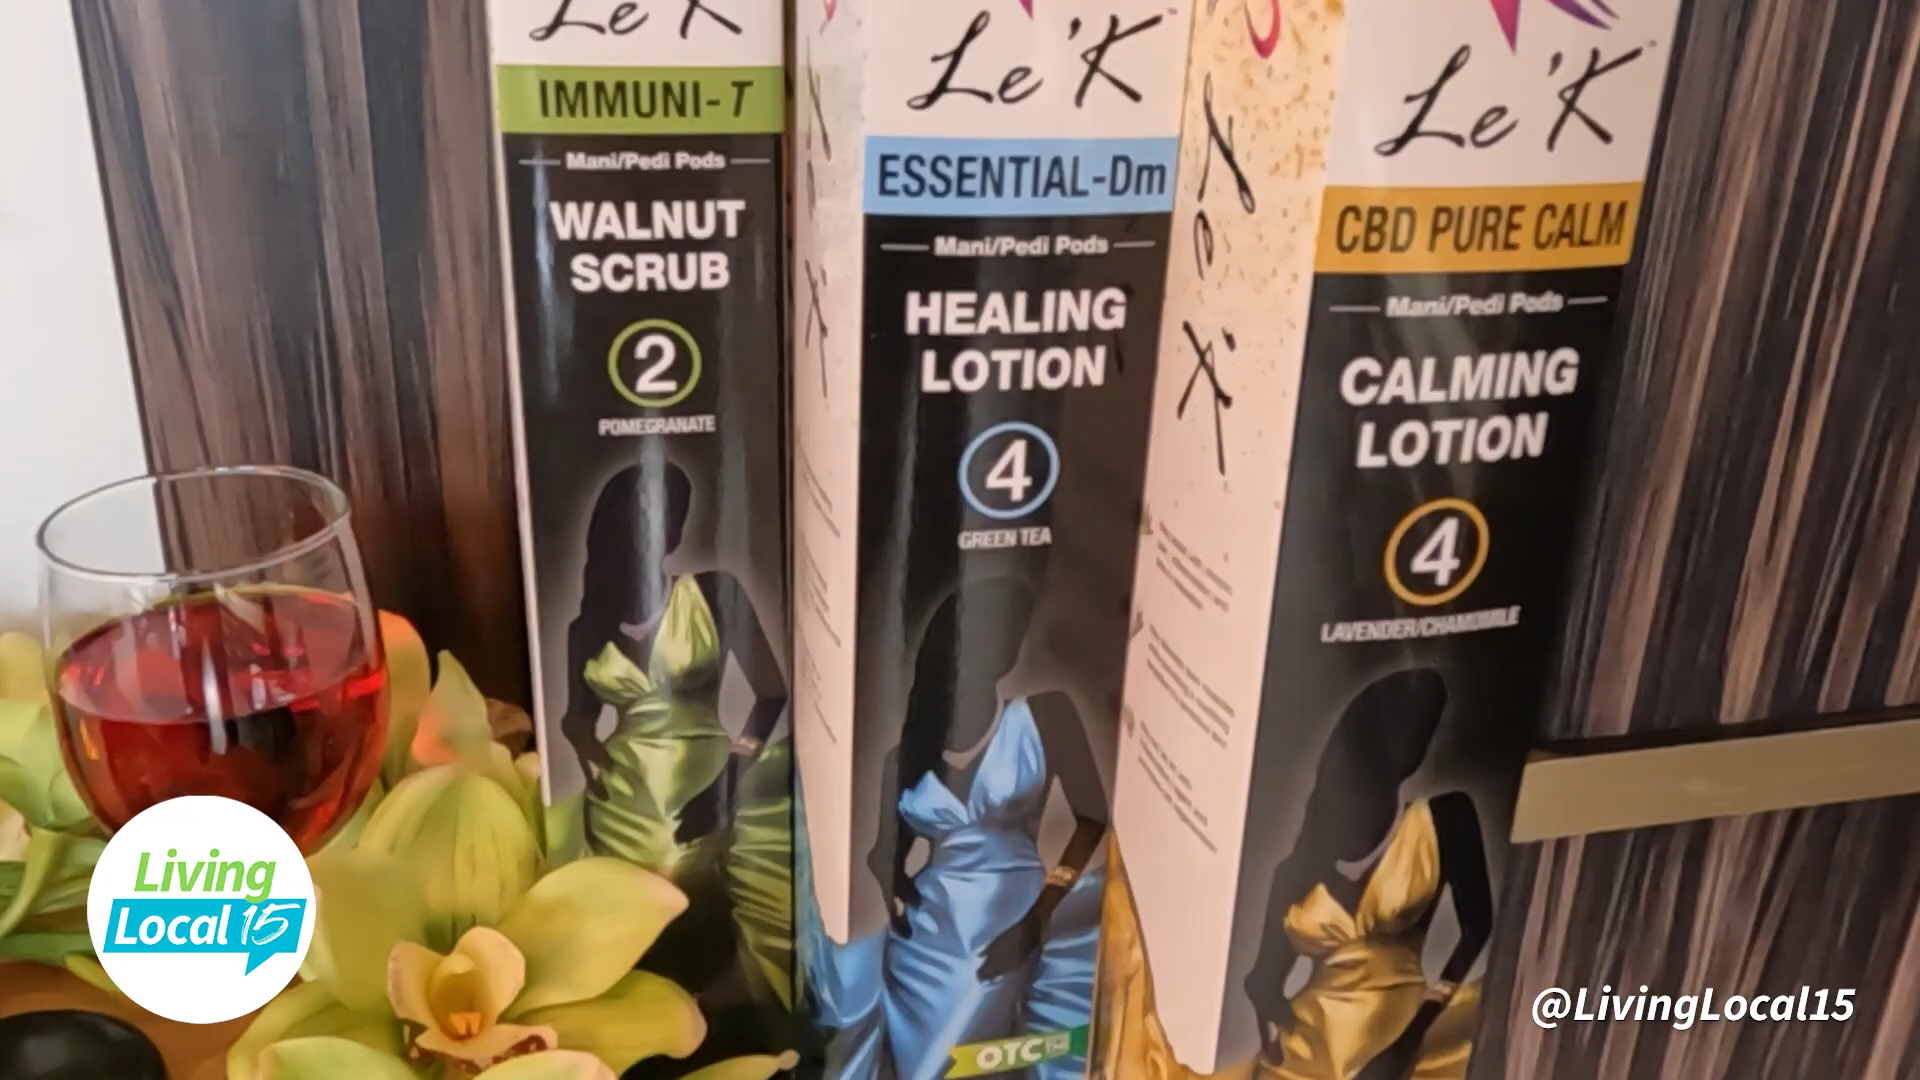 Le'K
IMMUNI-T
Mani/Pedi Pods
WALNUT
SCRUB
2
POMEGRANATE
Le'K
ESSENTIAL-Dm
Mani/Pedi Pods
HEALING
LOTION
4
GREEN TEA
OTC
Le'K
Le'K™
CBD PURE CALM
Mani/Pedi Pods
CALMING
LOTION
4
LAVENDER/CHAMOMILE
Living
Local 15
@LivingLocal15